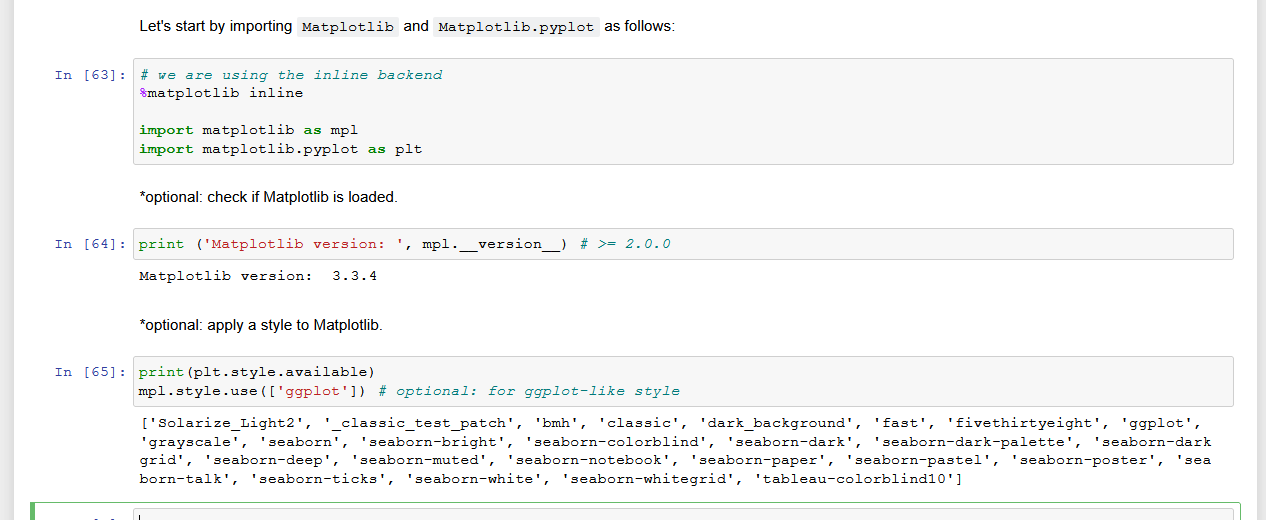 Let's start by importing Matplotlib and Matplotlib.pyplot as follows:
In [63]: # we are using the inline backend
%matplotlib inline
import matplotlib as mpl
import matplotlib.pyplot as plt
*optional: check if Matplotlib is loaded.
In [64]: print ('Matplotlib version: ', mpl.__version__) # >= 2.0.0
Matplotlib version:  3.3.4
*optional: apply a style to Matplotlib.
In [65]: print(plt.style.available)
mpl.style.use(['ggplot']) # optional: for ggplot-like style
['Solarize_Light2', '_classic_test_patch', 'bmh', 'classic', 'dark_background', 'fast', 'fivethirtyeight', 'ggplot',
'grayscale', 'seaborn', 'seaborn-bright', 'seaborn-colorblind', 'seaborn-dark', 'seaborn-dark-palette', 'seaborn-dark
grid', 'seaborn-deep', 'seaborn-muted', 'seaborn-notebook', 'seaborn-paper', 'seaborn-pastel', 'seaborn-poster', 'sea
born-talk', 'seaborn-ticks', 'seaborn-white', 'seaborn-whitegrid', 'tableau-colorblind10']